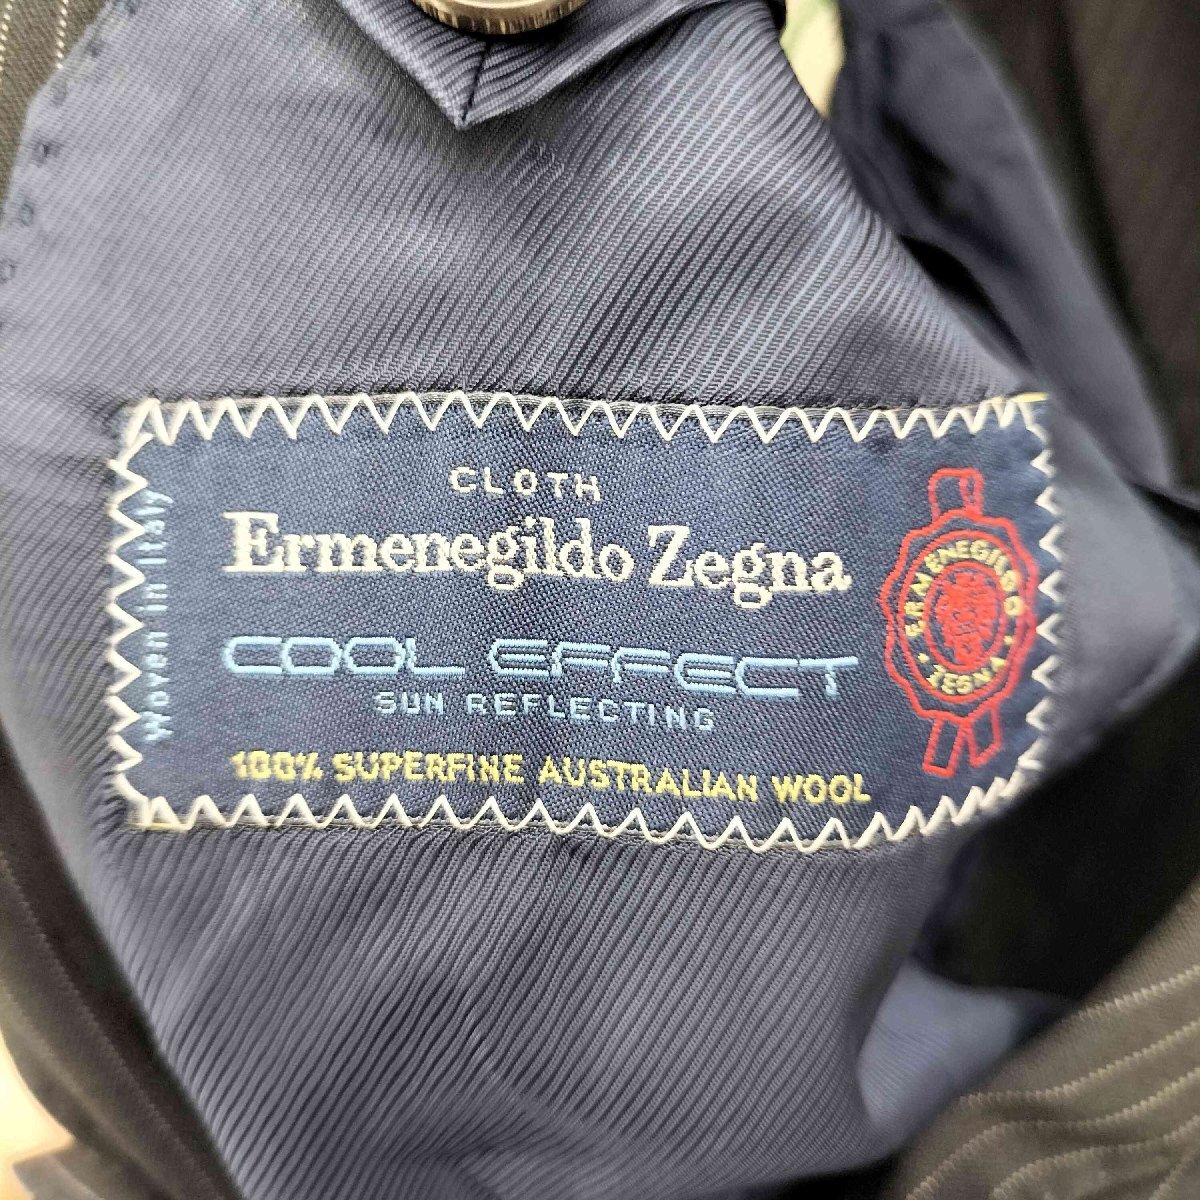 Woven in Italy
CLOTH
Ermenegildo Zegna
COOL EFFECT
SUN REFLECTING
100% SUPERFINE AUSTRALIAN WOOL
ERMENEGILDO
• ZEGNA •